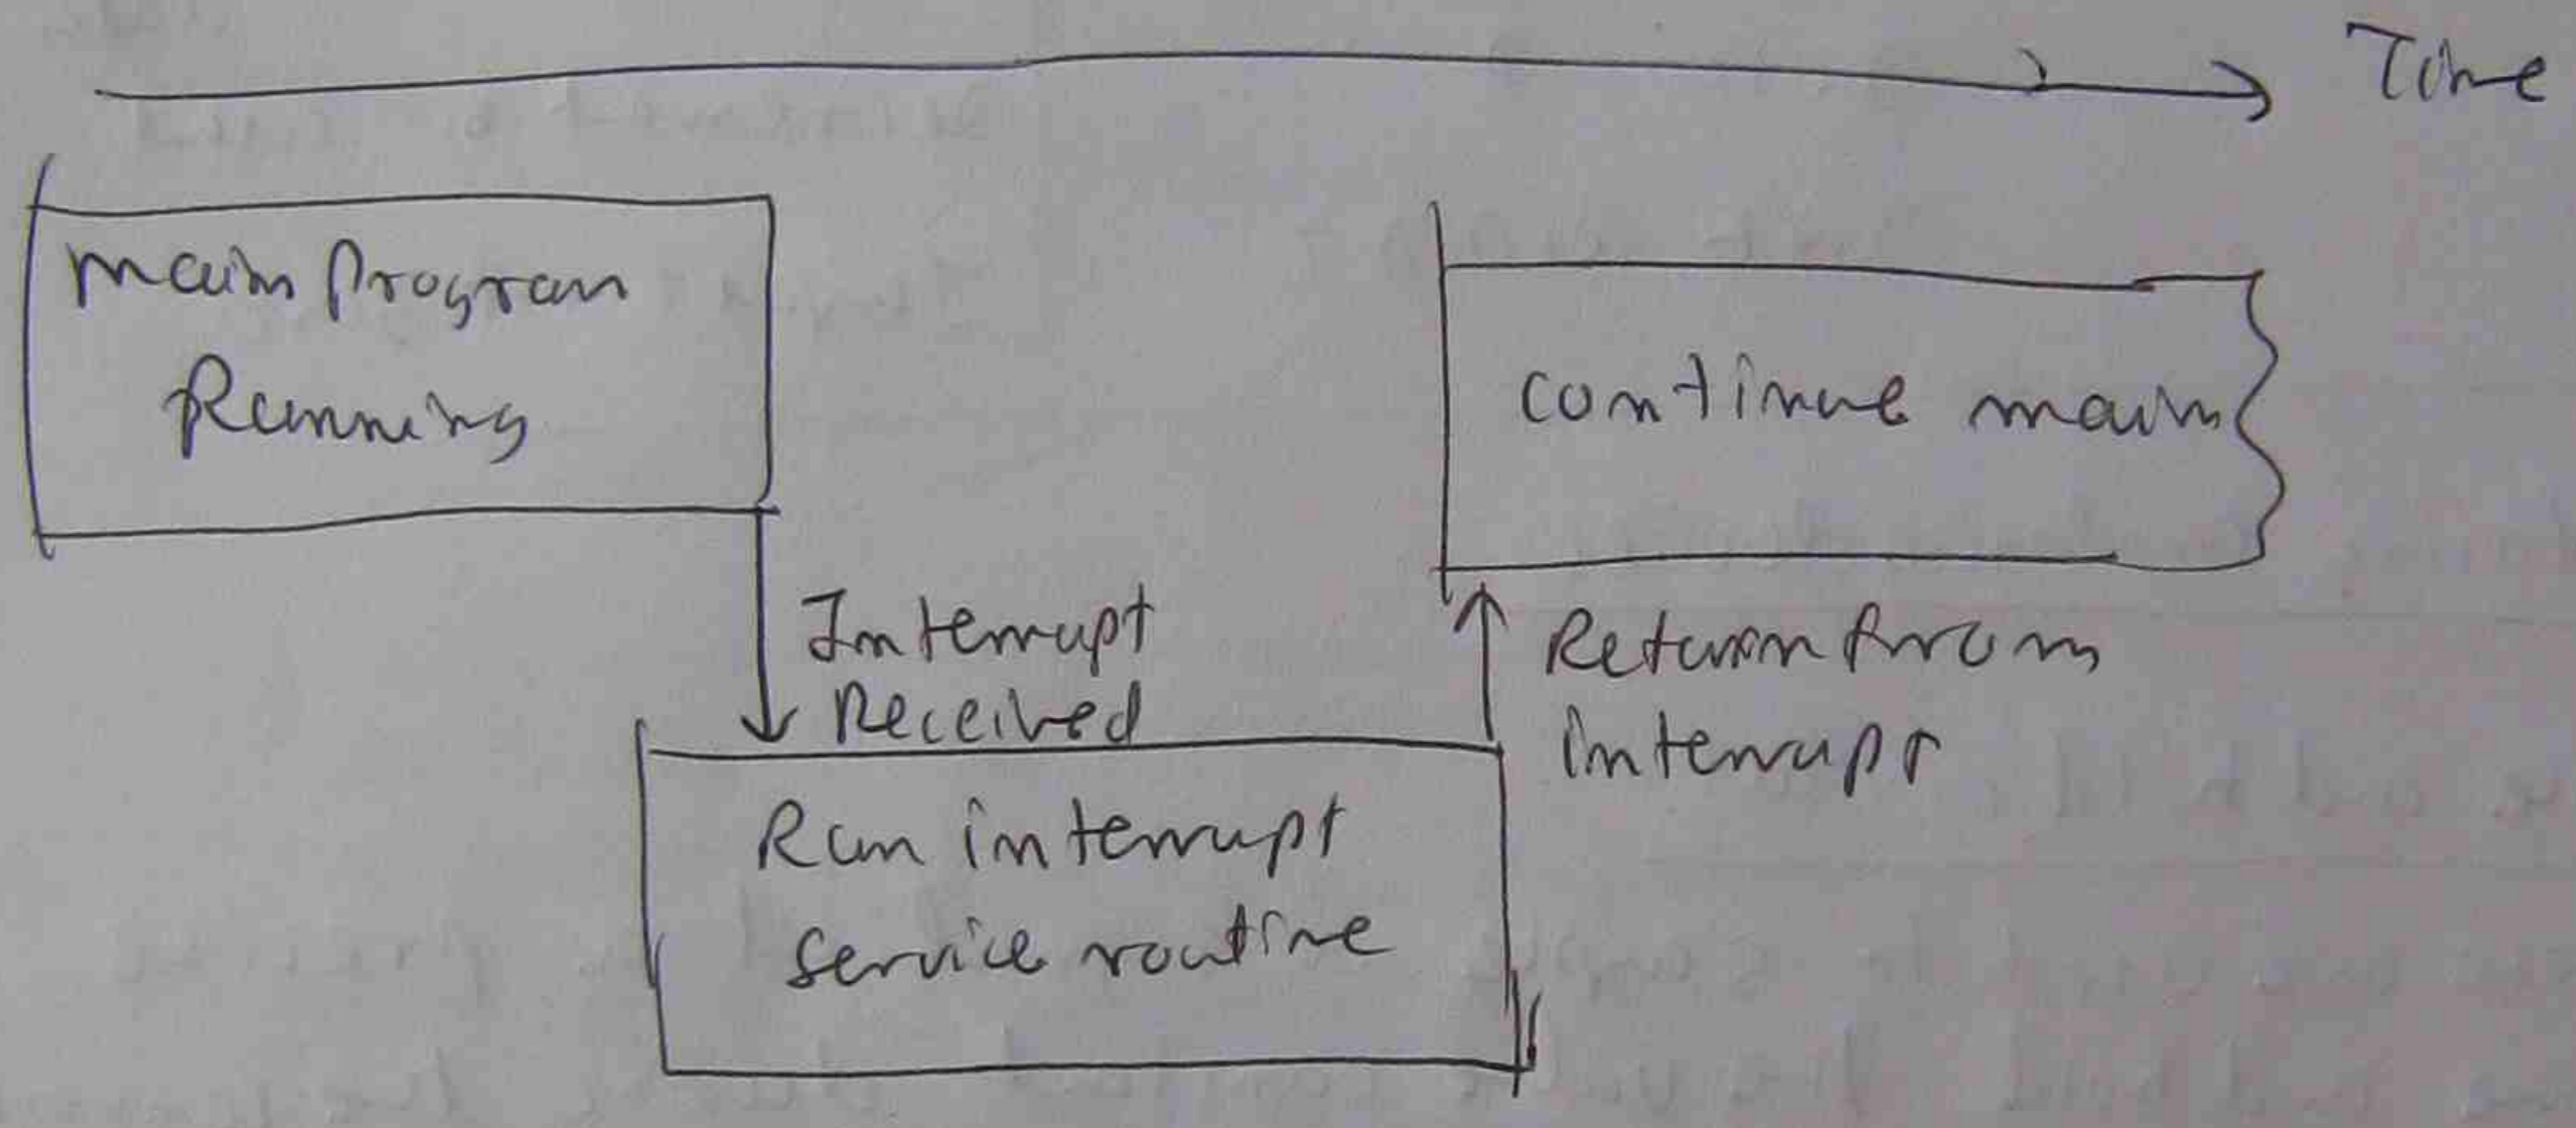 Time
main Program
Running
continue main
Interrupt
Received
Return from
interrupt
Run interrupt
service routine